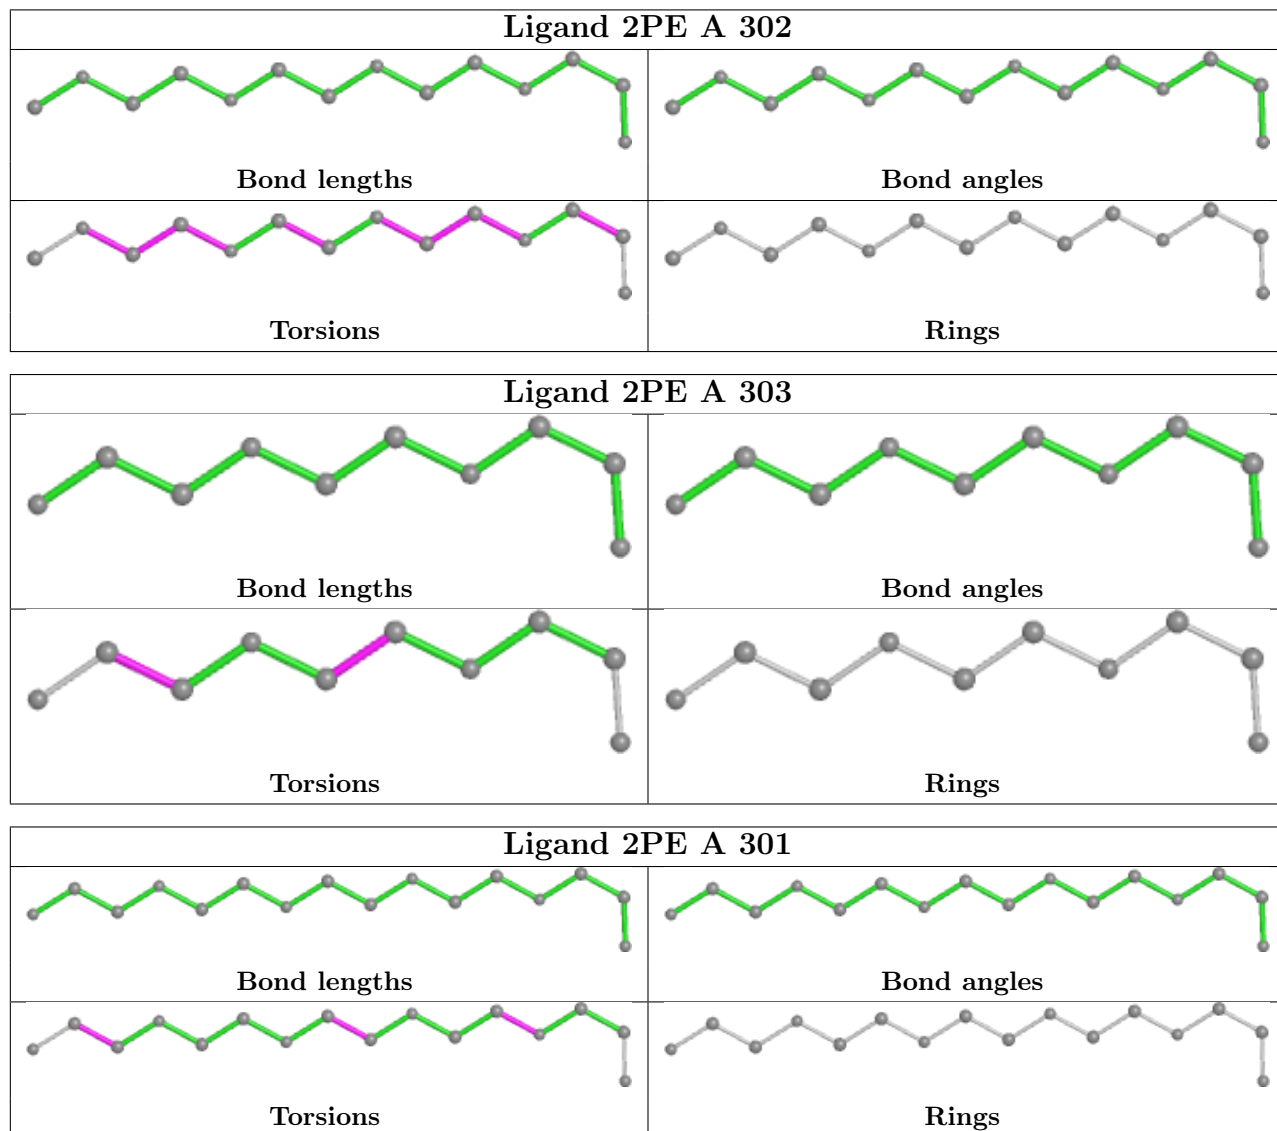 Ligand 2PE A 302
Bond lengths Bond angles
Torsions Rings
Ligand 2PE A 303
Bond lengths Bond angles
Torsions Rings
Ligand 2PE A 301
Bond lengths Bond angles
Torsions Rings